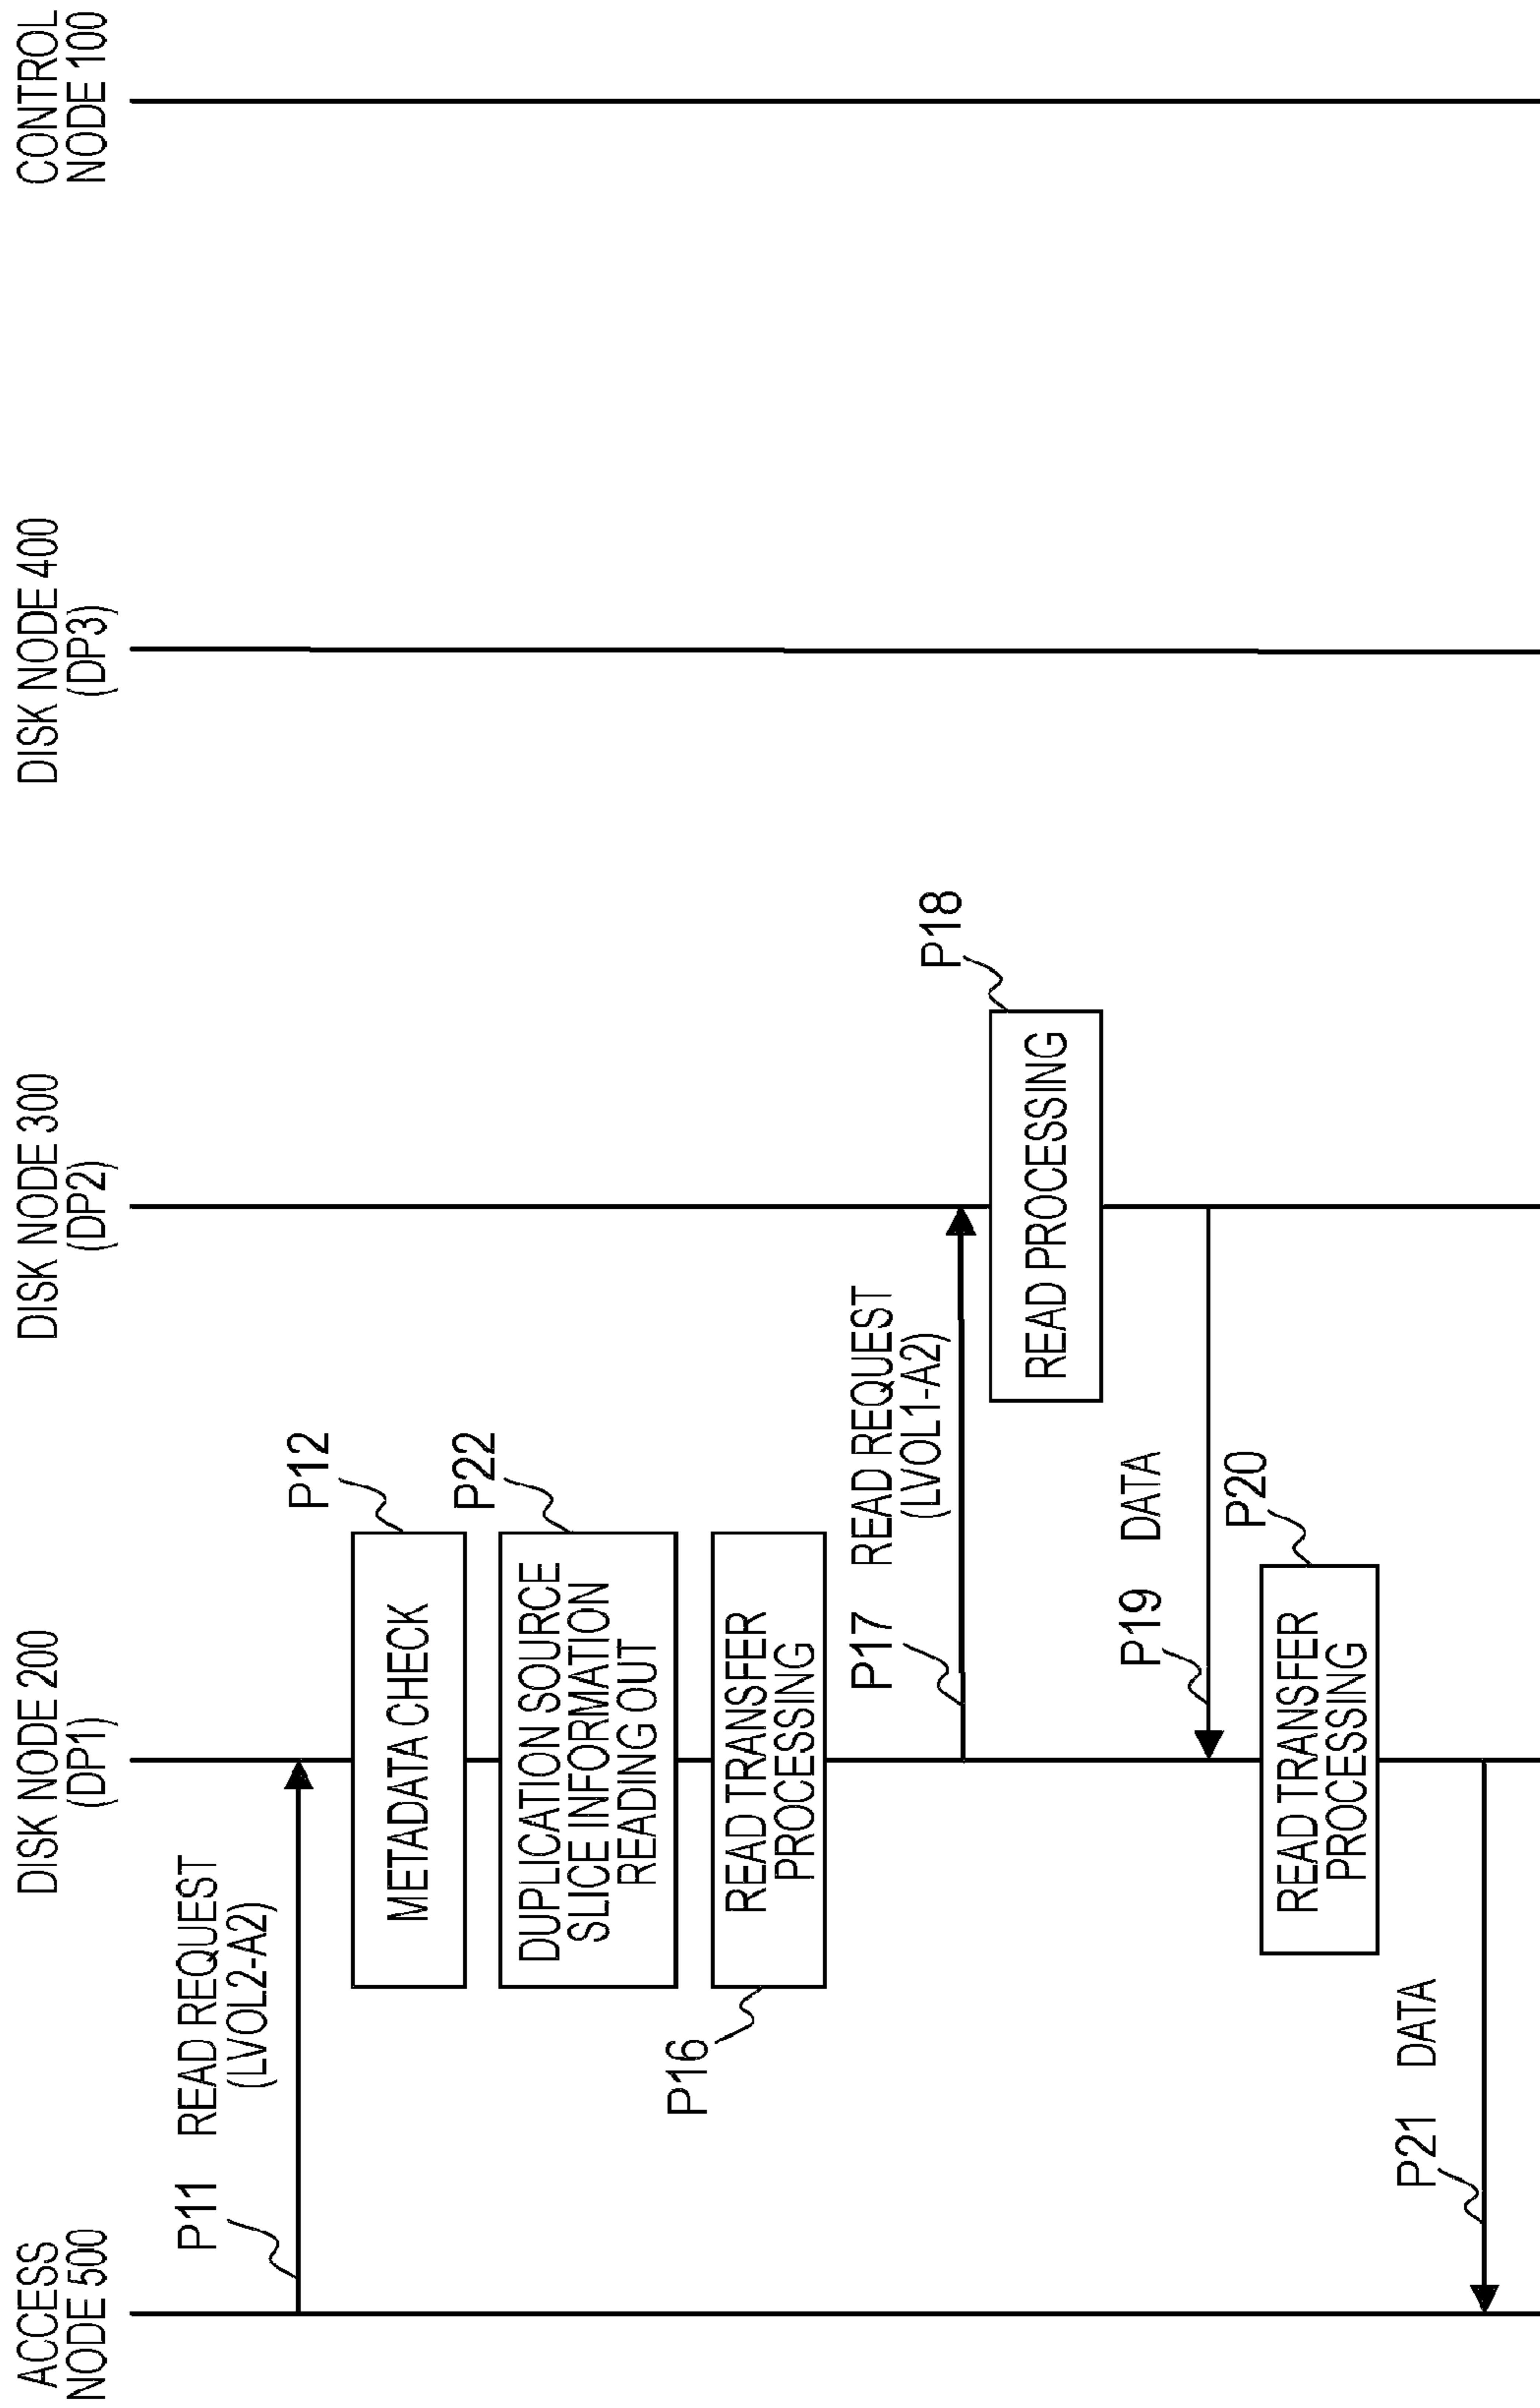 ACCESS
NODE 500
DISK NODE 200
(DP1)
DISK NODE 300
(DP2)
DISK NODE 400
(DP3)
CONTROL
NODE 100
P11 READ REQUEST
(LVOL2-A2)
P12
METADATA CHECK
P22
DUPLICATION SOURCE
SLICE INFORMATION
READING OUT
P16
READ TRANSFER
PROCESSING
P17 READ REQUEST
(LVOL1-A2)
P18
READ PROCESSING
P19 DATA
P20
READ TRANSFER
PROCESSING
P21 DATA